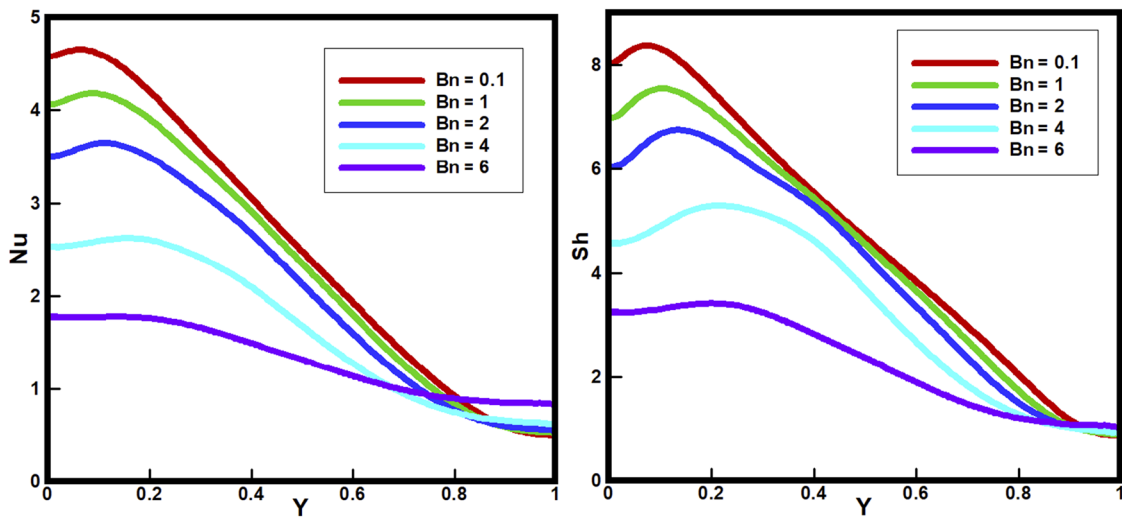 5
4
3
2
1
0
Nu
0
0.2
0.4
0.6
0.8
1
Y
Bn = 0.1
Bn = 1
Bn = 2
Bn = 4
Bn = 6
8
6
4
2
0
Sh
0
0.2
0.4
0.6
0.8
1
Y
Bn = 0.1
Bn = 1
Bn = 2
Bn = 4
Bn = 6